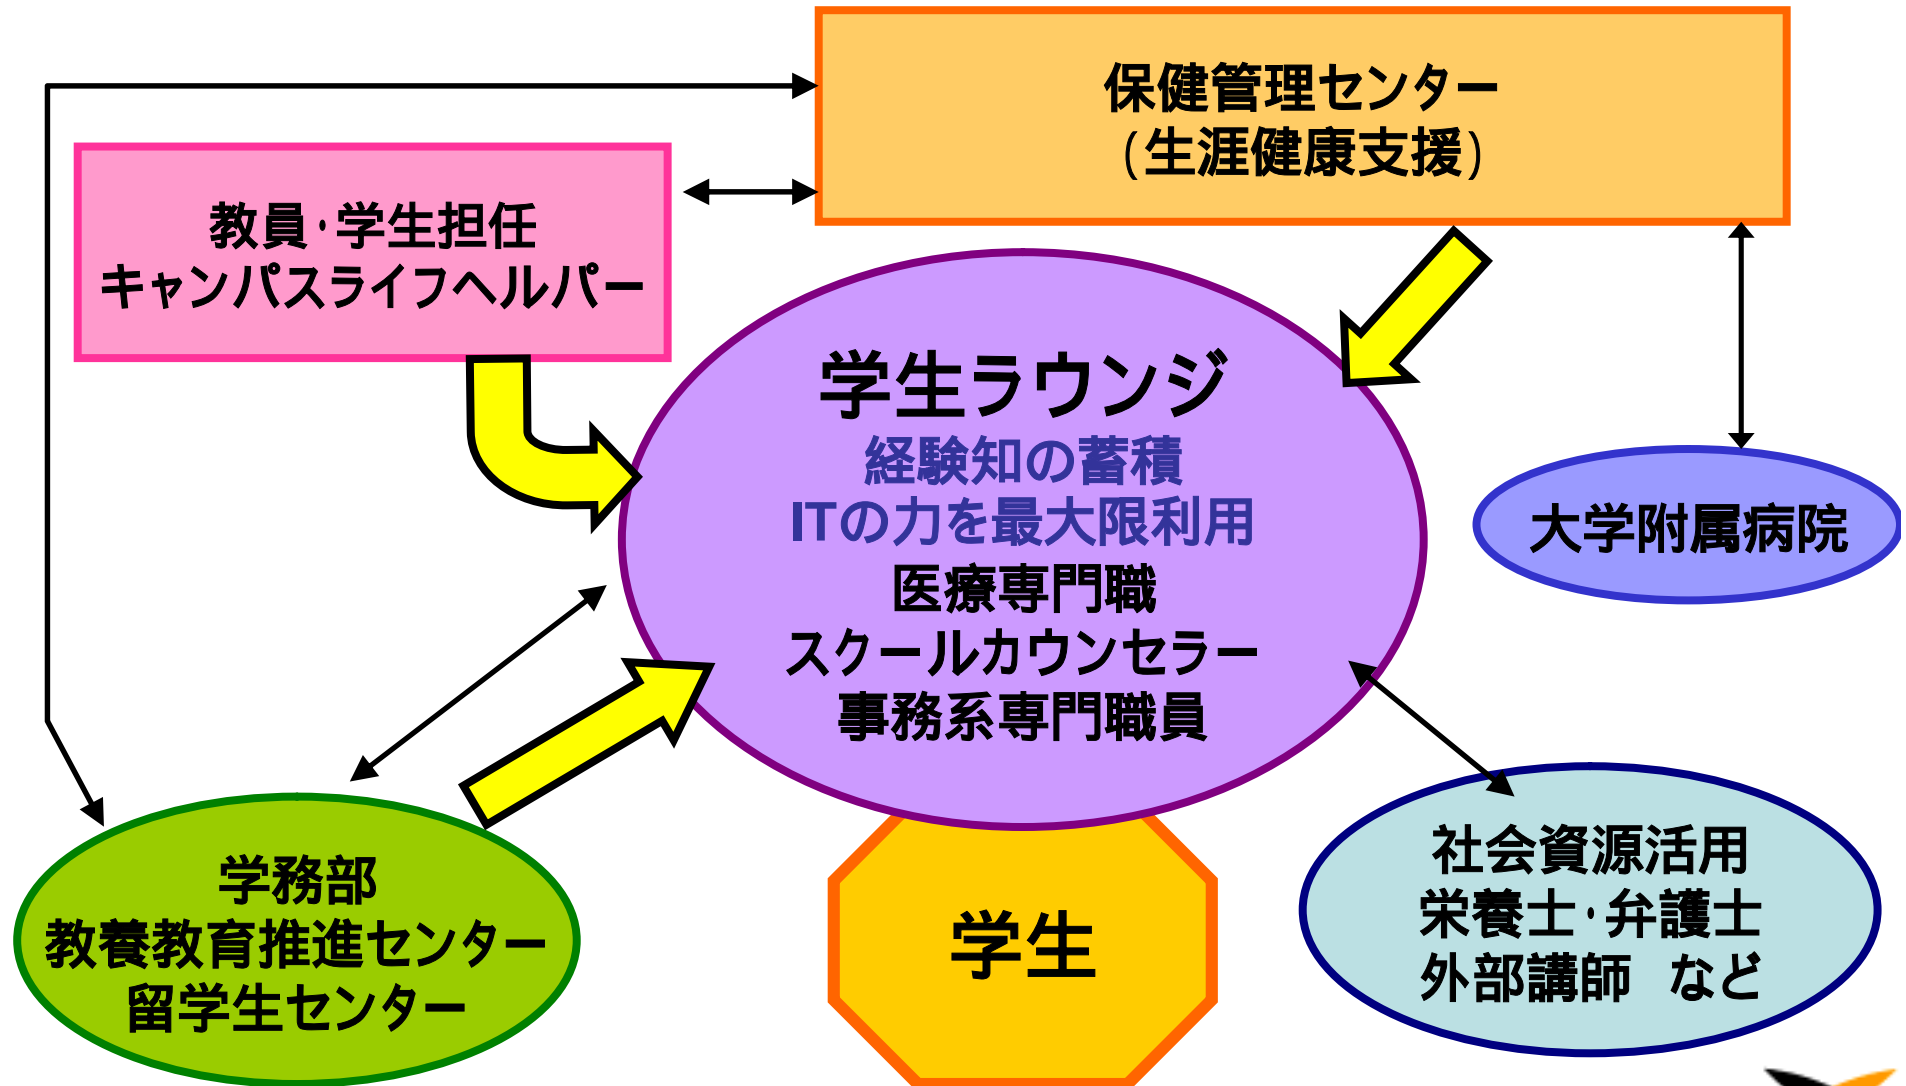 保健管理センター
(生涯健康支援)
教員·学生担任
キャンパスライフヘルパー
学生ラウンジ
経験知の蓄積
ITの力を最大限利用
医療専門職
スクールカウンセラー
事務系専門職員
大学附属病院
学務部
教養教育推進センター
留学生センター
学生
社会資源活用
栄養士·弁護士
外部講師　など